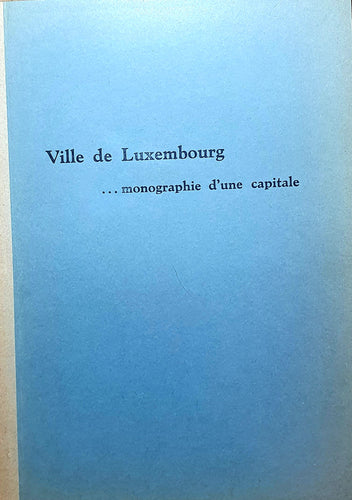 Ville de Luxembourg
... monographie d'une capitale